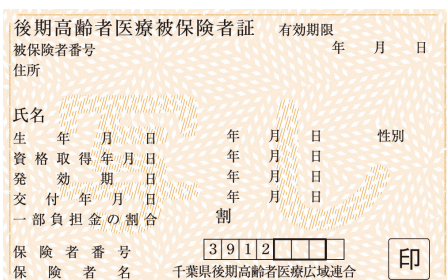 後期高齢者医療被保険者証 有効期限
被保険者番号 年 月 日
住所
氏名
生年月日 年 月 日 性別
資格取得年月日 年 月 日
発効期日 年 月 日
交付年月日 年 月 日
一部負担金の割合 割
保険者番号 3912
保険者名 千葉県後期高齢者医療広域連合 印